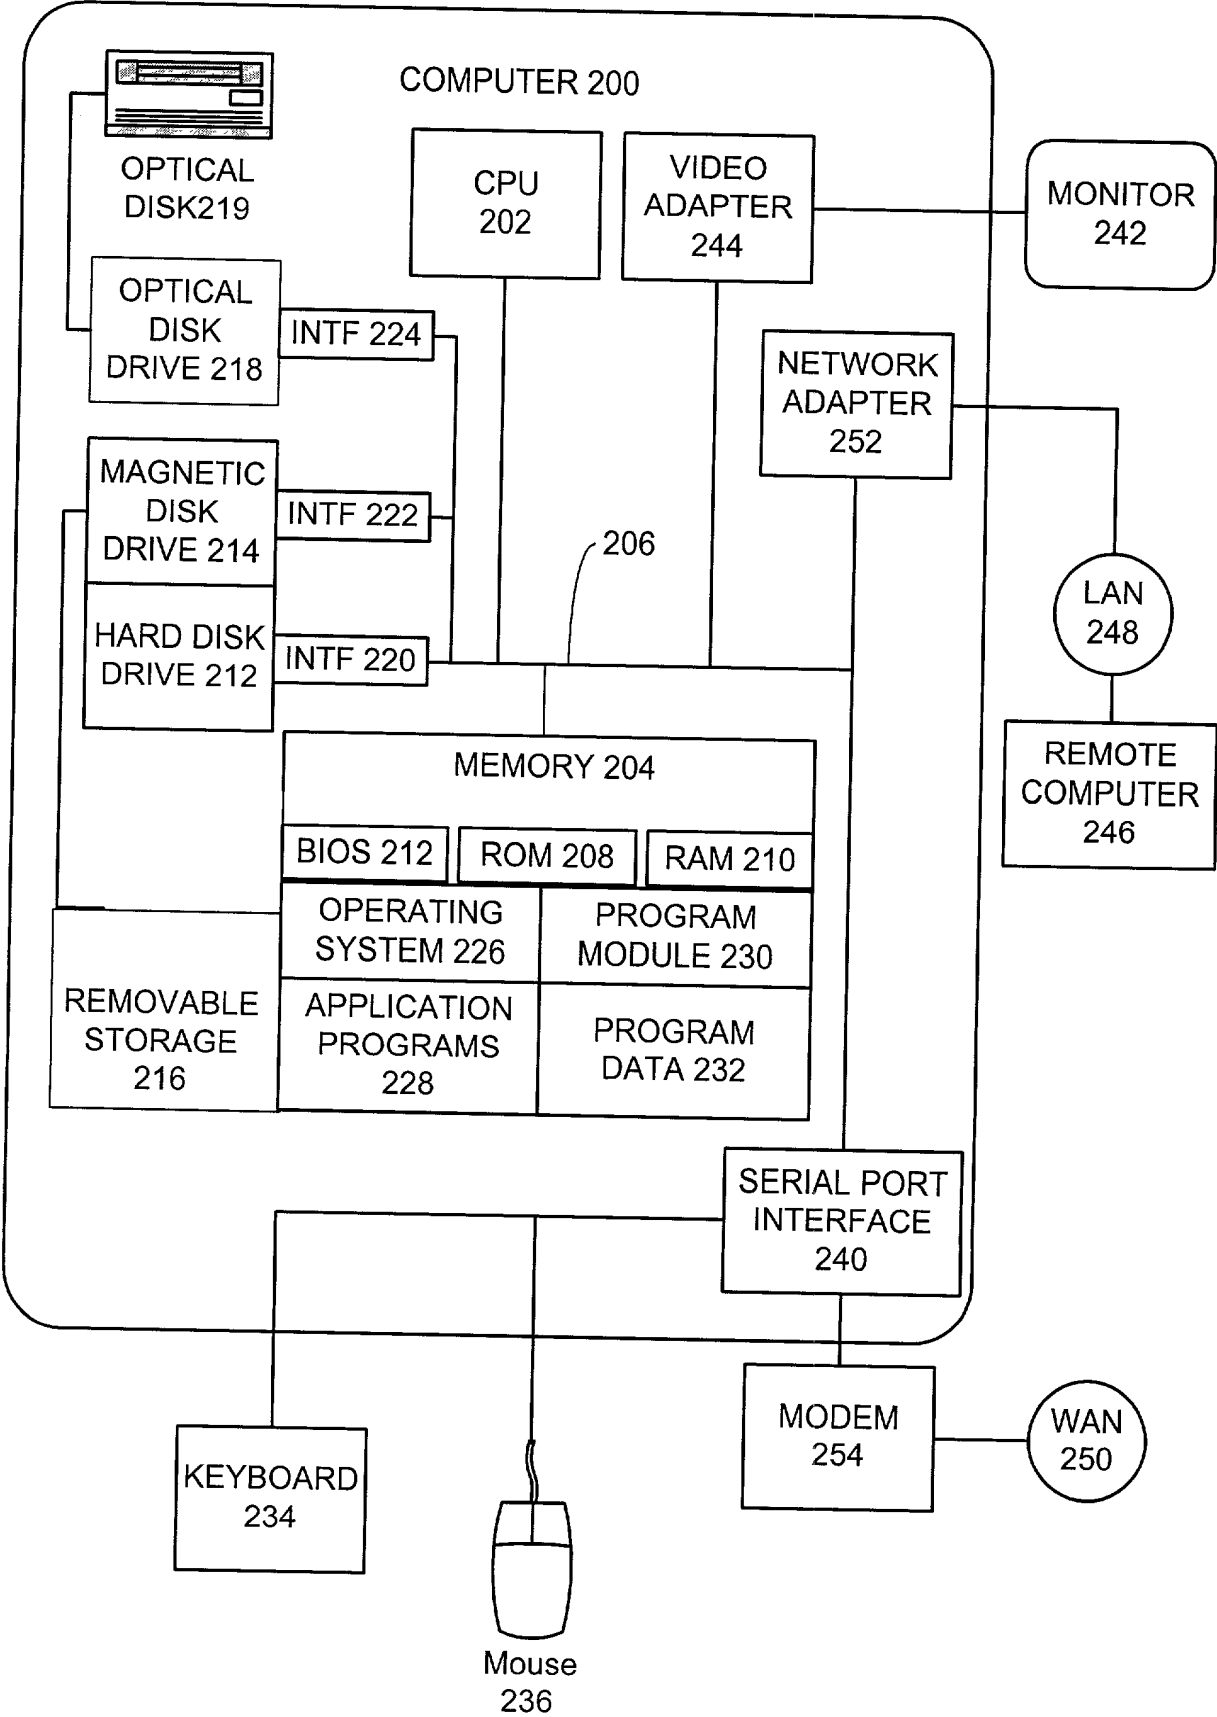 COMPUTER 200
OPTICAL
DISK219
CPU
202
VIDEO
ADAPTER
244
MONITOR
242
OPTICAL
DISK
DRIVE 218
INTF 224
NETWORK
ADAPTER
252
MAGNETIC
DISK
DRIVE 214
INTF 222
206
LAN
248
HARD DISK
DRIVE 212
INTF 220
REMOTE
COMPUTER
246
MEMORY 204
BIOS 212
ROM 208
RAM 210
OPERATING
SYSTEM 226
PROGRAM
MODULE 230
REMOVABLE
STORAGE
216
APPLICATION
PROGRAMS
228
PROGRAM
DATA 232
SERIAL PORT
INTERFACE
240
KEYBOARD
234
MODEM
254
WAN
250
Mouse
236